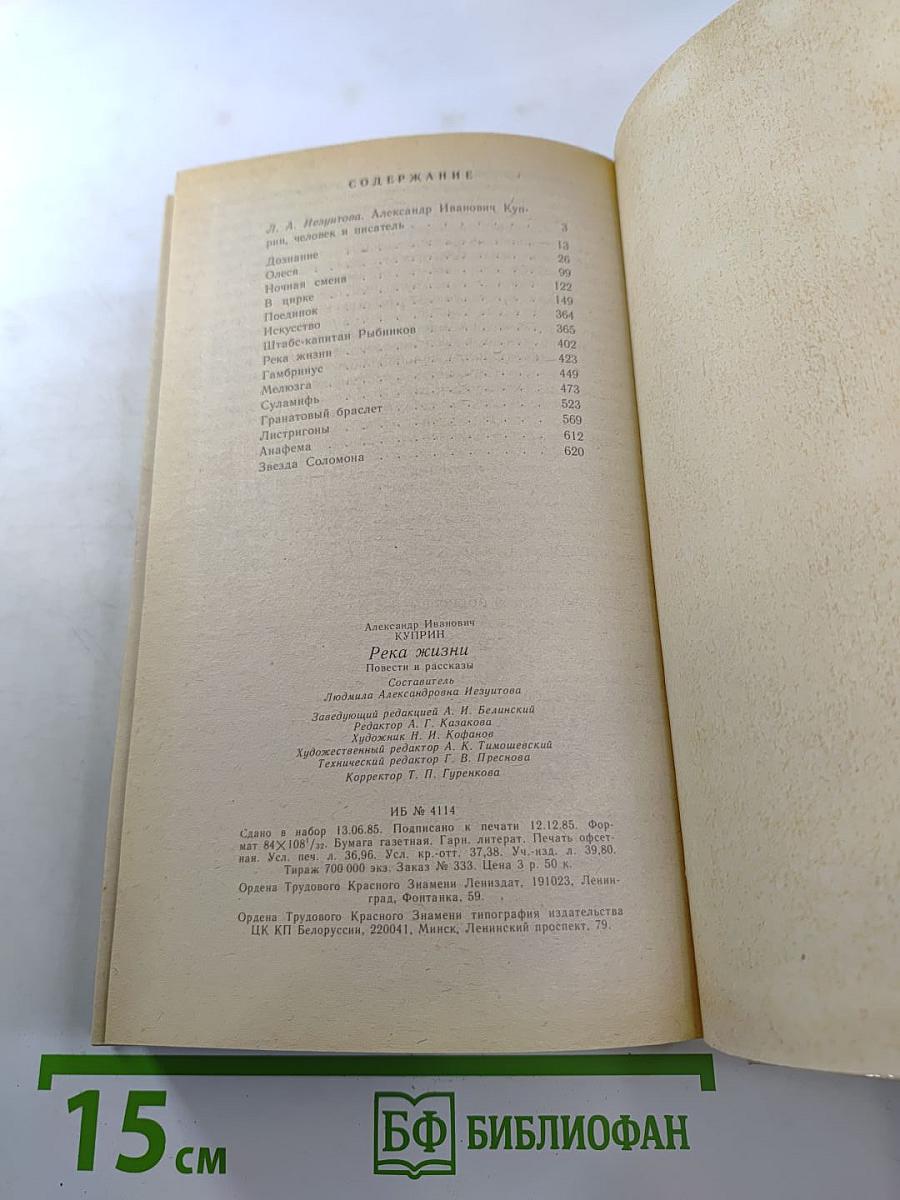 СОДЕРЖАНИЕ
Л. А. Иезуитова. Александр Иванович Куп-
рин, человек и писатель . . . . . . . . 3
Дознание . . . . . . . . . . . . 13
Олеся . . . . . . . . . . . . 26
Ночная смена . . . . . . . . . . . 99
В цирке . . . . . . . . . . . . 122
Поединок . . . . . . . . . . . . 149
Искусство . . . . . . . . . . . . 364
Штабс-капитан Рыбников . . . . . . . . 365
Река жизни . . . . . . . . . . . 402
Гамбринус . . . . . . . . . . . . 423
Мелюзга . . . . . . . . . . . . 449
Суламифь . . . . . . . . . . . . 473
Гранатовый браслет . . . . . . . . . 523
Листригоны . . . . . . . . . . . 569
Анафема . . . . . . . . . . . . 612
Звезда Соломона . . . . . . . . . . 620
Александр Иванович
КУПРИН
Река жизни
Повести и рассказы
Составитель
Людмила Александровна Иезуитова
Заведующий редакцией А. И. Белинский
Редактор А. Г. Казакова
Художник Н. И. Кофанов
Художественный редактор А. К. Тимошевский
Технический редактор Г. В. Преснова
Корректор Т. П. Гуренкова
ИБ № 4114
Сдано в набор 13.06.85. Подписано к печати 12.12.85. Фор-
мат 84×108¹/₃₂. Бумага газетная. Гарн. литерат. Печать офсет-
ная. Усл. печ. л. 36,96. Усл. кр.-отт. 37,38. Уч.-изд. л. 39,80.
Тираж 700 000 экз. Заказ № 333. Цена 3 р. 50 к.
Ордена Трудового Красного Знамени Лениздат, 191023, Ленин-
град, Фонтанка, 59.
Ордена Трудового Красного Знамени типография издательства
ЦК КП Белоруссии, 220041, Минск, Ленинский проспект, 79.
15 см
БФ БИБЛИОФАН